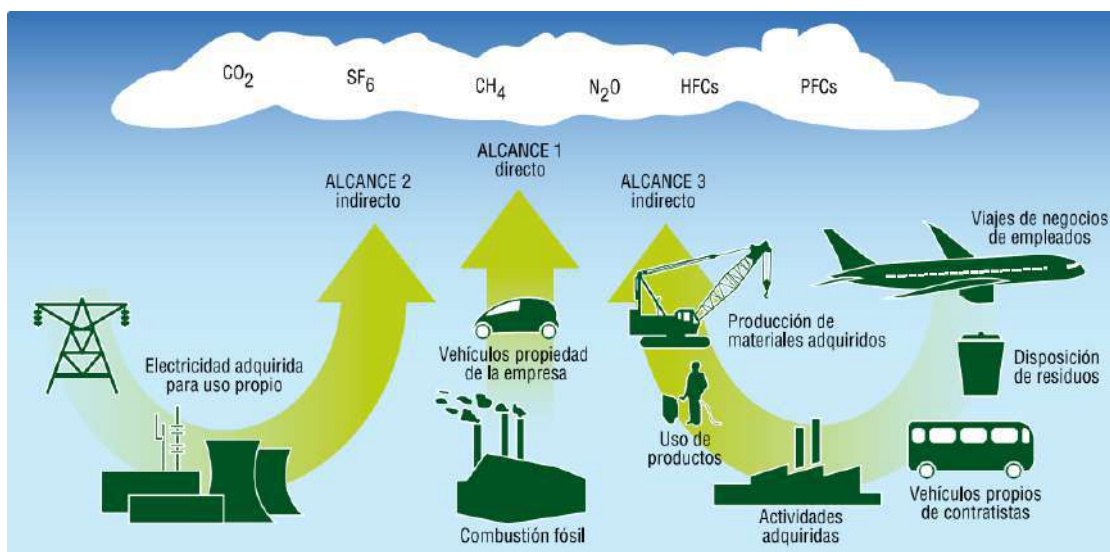 CO2
SF6
CH4
N2O
HFCs
PFCs
ALCANCE 1
directo
ALCANCE 2
indirecto
ALCANCE 3
indirecto
Viajes de negocios
de empleados
Producción de
materiales adquiridos
Electricidad adquirida
para uso propio
Vehículos propiedad
de la empresa
Disposición
de residuos
Uso de
productos
Combustión fósil
Actividades
adquiridas
Vehículos propios
de contratistas